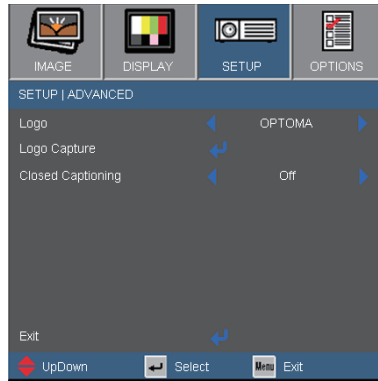 IMAGE DISPLAY SETUP OPTIONS
SETUP | ADVANCED
Logo OPTOMA
Logo Capture
Closed Captioning Off
Exit
UpDown Select Menu Exit